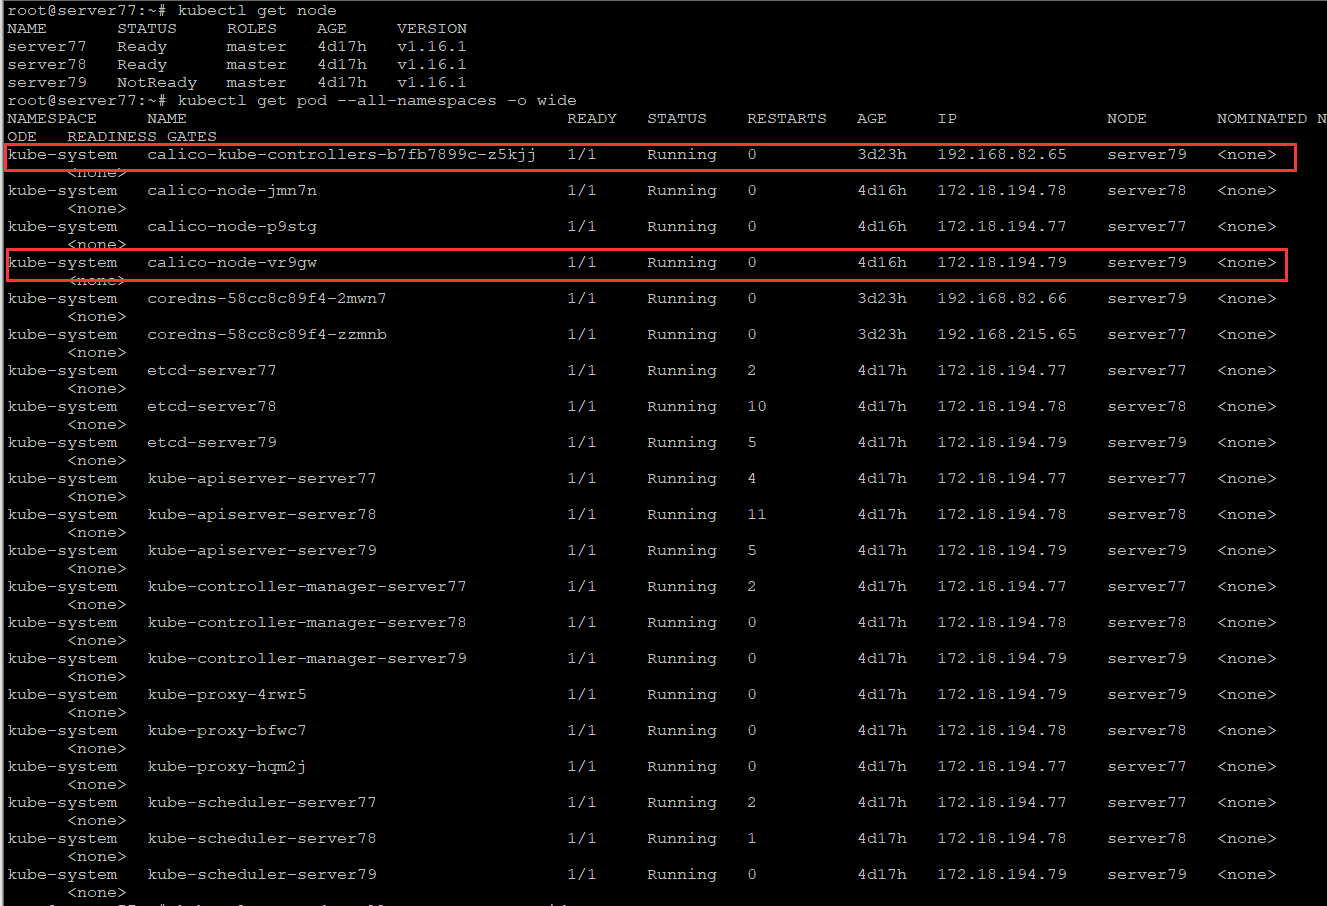 root@server77:~# kubectl get node
NAME       STATUS     ROLES    AGE     VERSION
server77   Ready      master   4d17h   v1.16.1
server78   Ready      master   4d17h   v1.16.1
server79   NotReady   master   4d17h   v1.16.1
root@server77:~# kubectl get pod --all-namespaces -o wide
NAMESPACE     NAME                                      READY   STATUS    RESTARTS   AGE     IP               NODE       NOMINATED N
ODE   READINESS GATES
kube-system   calico-kube-controllers-b7fb7899c-z5kjj   1/1     Running   0          3d23h   192.168.82.65    server79   <none>
      <none>
kube-system   calico-node-jmn7n                         1/1     Running   0          4d16h   172.18.194.78    server78   <none>
      <none>
kube-system   calico-node-p9stg                         1/1     Running   0          4d16h   172.18.194.77    server77   <none>
      <none>
kube-system   calico-node-vr9gw                         1/1     Running   0          4d16h   172.18.194.79    server79   <none>
      <none>
kube-system   coredns-58cc8c89f4-2mwn7                  1/1     Running   0          3d23h   192.168.82.66    server79   <none>
      <none>
kube-system   coredns-58cc8c89f4-zzmnb                  1/1     Running   0          3d23h   192.168.215.65   server77   <none>
      <none>
kube-system   etcd-server77                             1/1     Running   2          4d17h   172.18.194.77    server77   <none>
      <none>
kube-system   etcd-server78                             1/1     Running   10         4d17h   172.18.194.78    server78   <none>
      <none>
kube-system   etcd-server79                             1/1     Running   5          4d17h   172.18.194.79    server79   <none>
      <none>
kube-system   kube-apiserver-server77                   1/1     Running   4          4d17h   172.18.194.77    server77   <none>
      <none>
kube-system   kube-apiserver-server78                   1/1     Running   11         4d17h   172.18.194.78    server78   <none>
      <none>
kube-system   kube-apiserver-server79                   1/1     Running   5          4d17h   172.18.194.79    server79   <none>
      <none>
kube-system   kube-controller-manager-server77          1/1     Running   2          4d17h   172.18.194.77    server77   <none>
      <none>
kube-system   kube-controller-manager-server78          1/1     Running   0          4d17h   172.18.194.78    server78   <none>
      <none>
kube-system   kube-controller-manager-server79          1/1     Running   0          4d17h   172.18.194.79    server79   <none>
      <none>
kube-system   kube-proxy-4rwr5                          1/1     Running   0          4d17h   172.18.194.79    server79   <none>
      <none>
kube-system   kube-proxy-bfwc7                          1/1     Running   0          4d17h   172.18.194.78    server78   <none>
      <none>
kube-system   kube-proxy-hqm2j                          1/1     Running   0          4d17h   172.18.194.77    server77   <none>
      <none>
kube-system   kube-scheduler-server77                   1/1     Running   2          4d17h   172.18.194.77    server77   <none>
      <none>
kube-system   kube-scheduler-server78                   1/1     Running   1          4d17h   172.18.194.78    server78   <none>
      <none>
kube-system   kube-scheduler-server79                   1/1     Running   0          4d17h   172.18.194.79    server79   <none>
      <none>